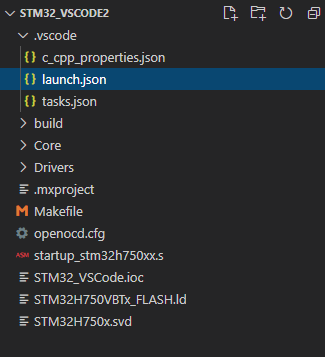 STM32_VSCODE2
.vscode
{} c_cpp_properties.json
{} launch.json
{} tasks.json
build
Core
Drivers
.mxproject
M Makefile
openocd.cfg
ASM startup_stm32h750xx.s
STM32_VSCode.ioc
STM32H750VBTx_FLASH.ld
STM32H750x.svd